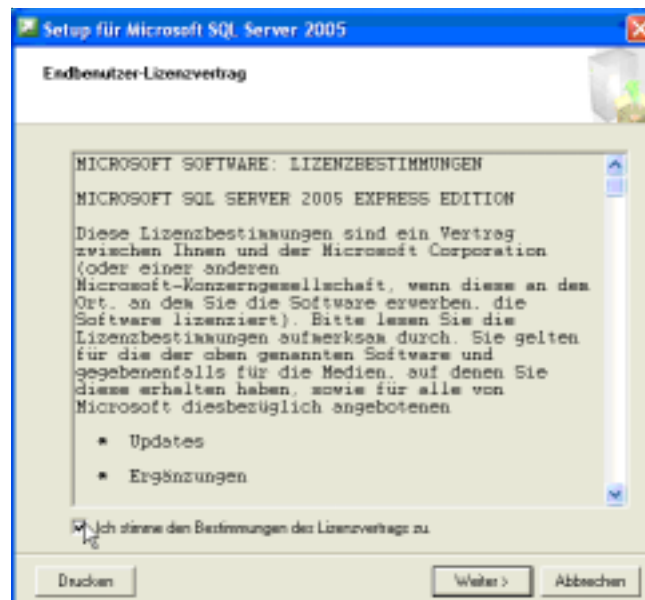 Setup für Microsoft SQL Server 2005
Endbenutzer-Lizenzvertrag
MICROSOFT SOFTWARE: LIZENZBESTIMMUNGEN
MICROSOFT SQL SERVER 2005 EXPRESS EDITION
Diese Lizenzbestimmungen sind ein Vertrag
zwischen Ihnen und der Microsoft Corporation
(oder einer anderen
Microsoft-Konzerngesellschaft, wenn diese an dem
Ort, an dem Sie die Software erwerben, die
Software lizenziert). Bitte lesen Sie die
Lizenzbestimmungen aufmerksam durch. Sie gelten
für die der oben genannten Software und
gegebenenfalls für die Medien, auf denen Sie
diese erhalten haben, sowie für alle von
Microsoft diesbezüglich angebotenen
• Updates
• Ergänzungen
Ich stimme den Bestimmungen des Lizenzvertrags zu.
Drucken
Weiter >
Abbrechen